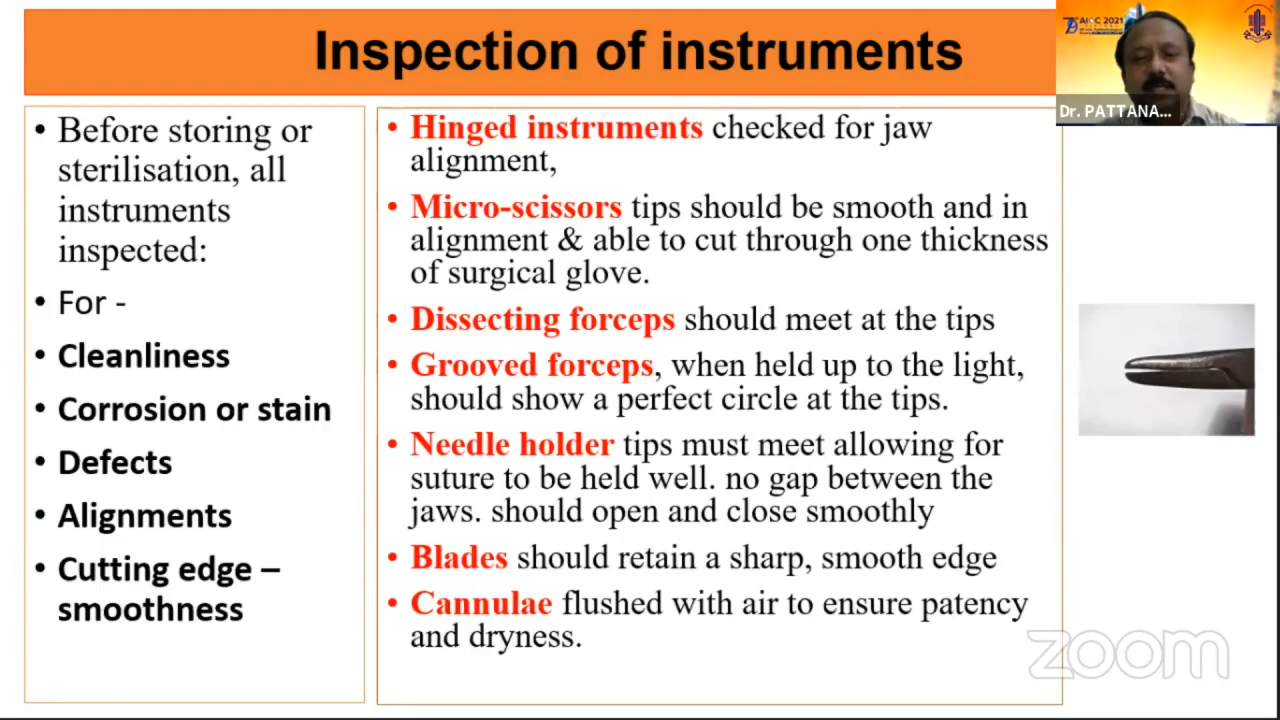 Inspection of instruments
AIOC 2021
Dr. PATTANA...
• Before storing or
sterilisation, all
instruments
inspected:
• For -
• Cleanliness
• Corrosion or stain
• Defects
• Alignments
• Cutting edge –
smoothness
• Hinged instruments checked for jaw
alignment,
• Micro-scissors tips should be smooth and in
alignment & able to cut through one thickness
of surgical glove.
• Dissecting forceps should meet at the tips
• Grooved forceps, when held up to the light,
should show a perfect circle at the tips.
• Needle holder tips must meet allowing for
suture to be held well. no gap between the
jaws. should open and close smoothly
• Blades should retain a sharp, smooth edge
• Cannulae flushed with air to ensure patency
and dryness.
zoom